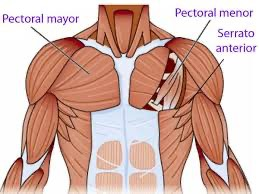 Pectoral mayor
Pectoral menor
Serrato
anterior